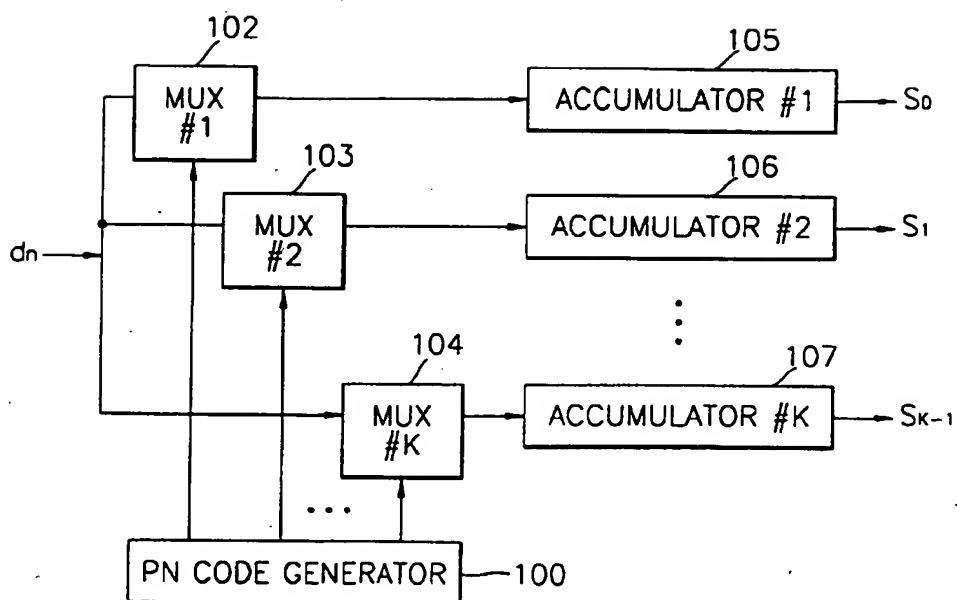 102
MUX
#1
105
ACCUMULATOR #1
S0
103
MUX
#2
106
ACCUMULATOR #2
S1
dn
104
MUX
#K
107
ACCUMULATOR #K
SK-1
PN CODE GENERATOR
100